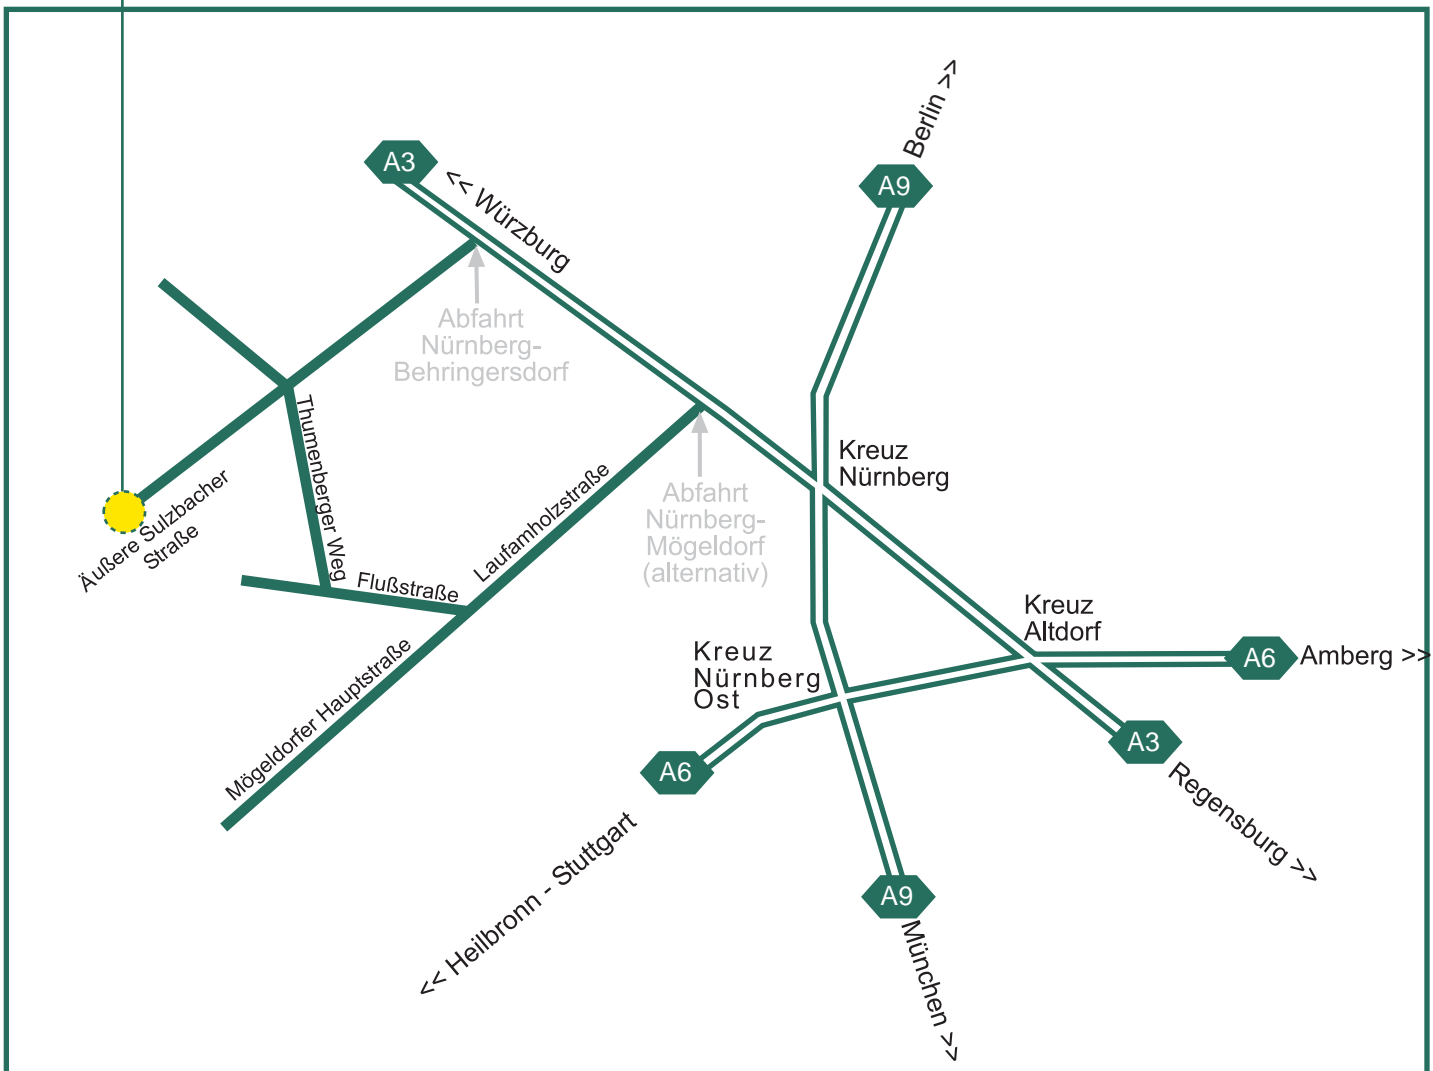 Berlin >>
A3
<< Würzburg
A9
Abfahrt
Nürnberg-
Behringersdorf
Thumenberger Weg
Kreuz
Nürnberg
Äußere Sulzbacher
Straße
Laufamholzstraße
Abfahrt
Nürnberg-
Mögeldorf
(alternativ)
Flußstraße
Kreuz
Altdorf
Mögeldorfer Hauptstraße
Kreuz
Nürnberg
Ost
A6
Amberg >>
A3
A6
Regensburg >>
<< Heilbronn - Stuttgart
A9
München >>